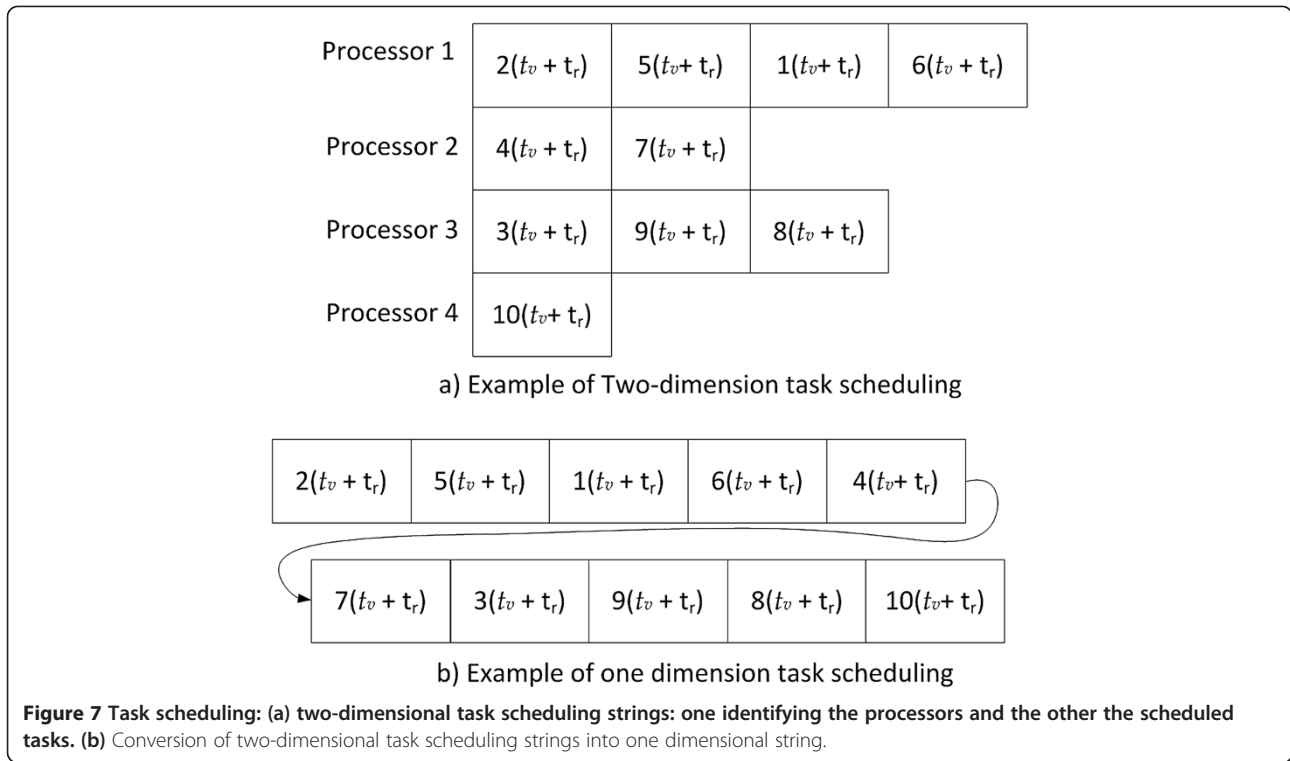 Processor 1 2(tv + tr) 5(tv+ tr) 1(tv+ tr) 6(tv + tr)
Processor 2 4(tv + tr) 7(tv + tr)
Processor 3 3(tv + tr) 9(tv + tr) 8(tv + tr)
Processor 4 10(tv+ tr)
a) Example of Two-dimension task scheduling
2(tv + tr) 5(tv + tr) 1(tv + tr) 6(tv + tr) 4(tv+ tr)
7(tv + tr) 3(tv + tr) 9(tv + tr) 8(tv + tr) 10(tv+ tr)
b) Example of one dimension task scheduling
Figure 7 Task scheduling: (a) two-dimensional task scheduling strings: one identifying the processors and the other the scheduled
tasks. (b) Conversion of two-dimensional task scheduling strings into one dimensional string.